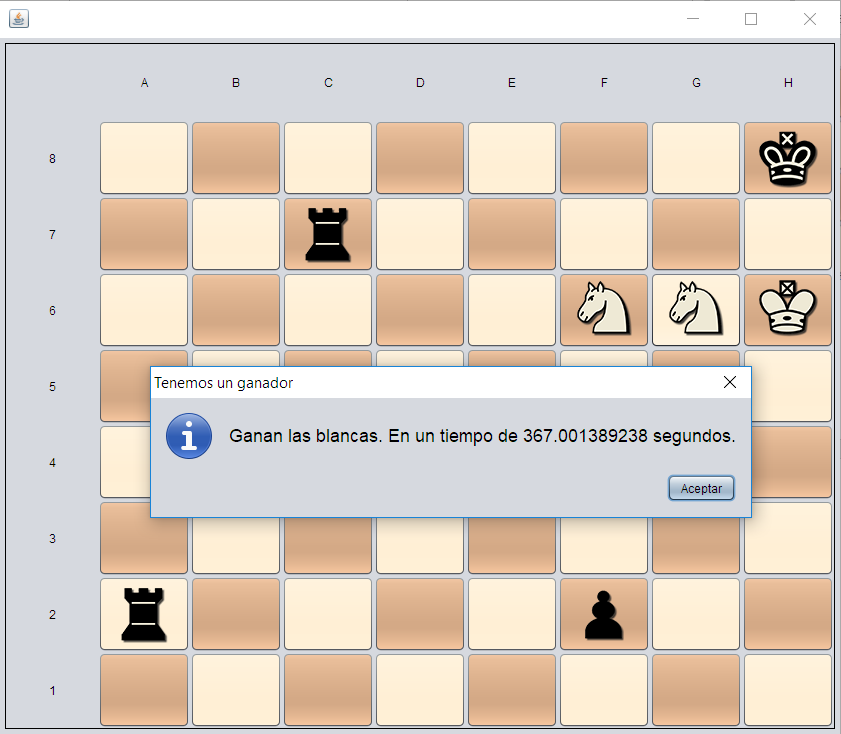 A B C D E F G H
8
7
6
5
Tenemos un ganador
Ganan las blancas. En un tiempo de 367.001389238 segundos.
4
Aceptar
3
2
1